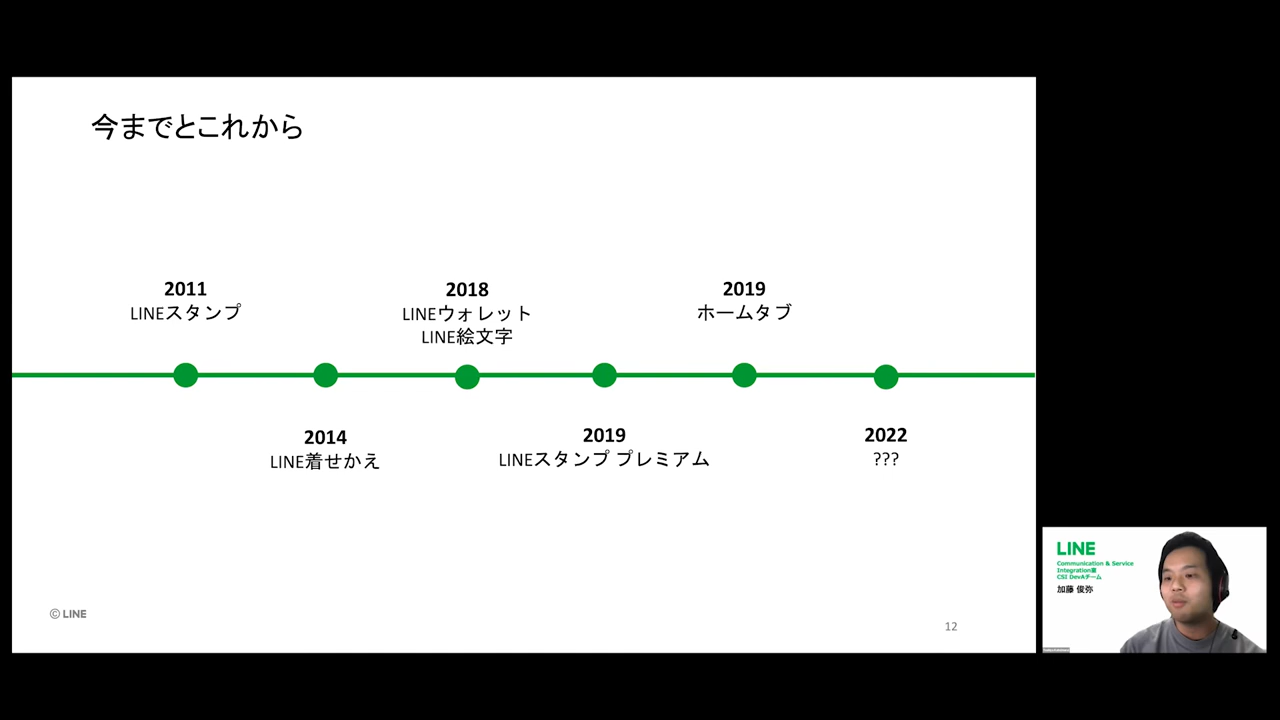 今までとこれから
2011
LINEスタンプ
2018
LINEウォレット
LINE絵文字
2019
ホームタブ
2014
LINE着せかえ
2019
LINEスタンプ プレミアム
2022
???
© LINE
12
LINE
Communication & Service
Integration室
CSI DevAチーム
加藤 俊弥